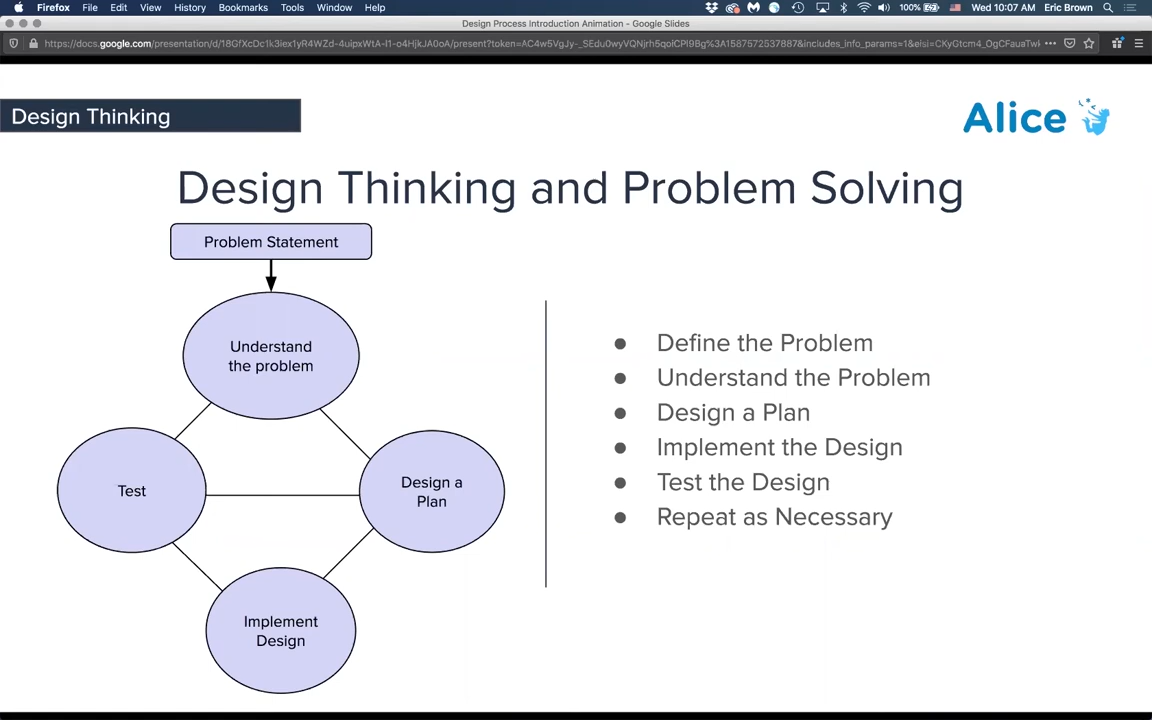 Firefox File Edit View History Bookmarks Tools Window Help 100% Wed 10:07 AM Eric Brown
Design Process Introduction Animation - Google Slides
Design Thinking
Alice
Design Thinking and Problem Solving
Problem Statement
Understand
the problem
Test
Design a
Plan
Implement
Design
● Define the Problem
● Understand the Problem
● Design a Plan
● Implement the Design
● Test the Design
● Repeat as Necessary